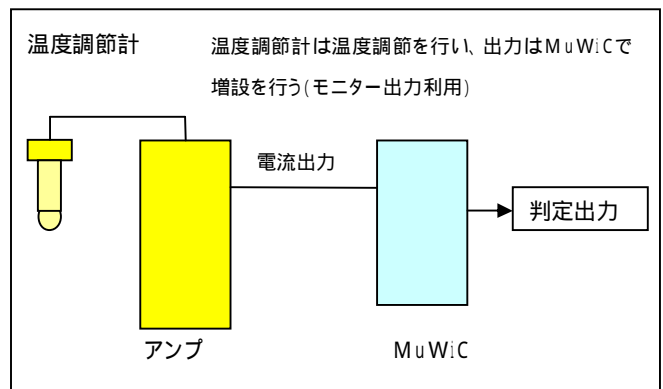 温度調節計
温度調節計は温度調節を行い、出力はMuWiCで
増設を行う(モニター出力利用)
電流出力
判定出力
アンプ
MuWiC